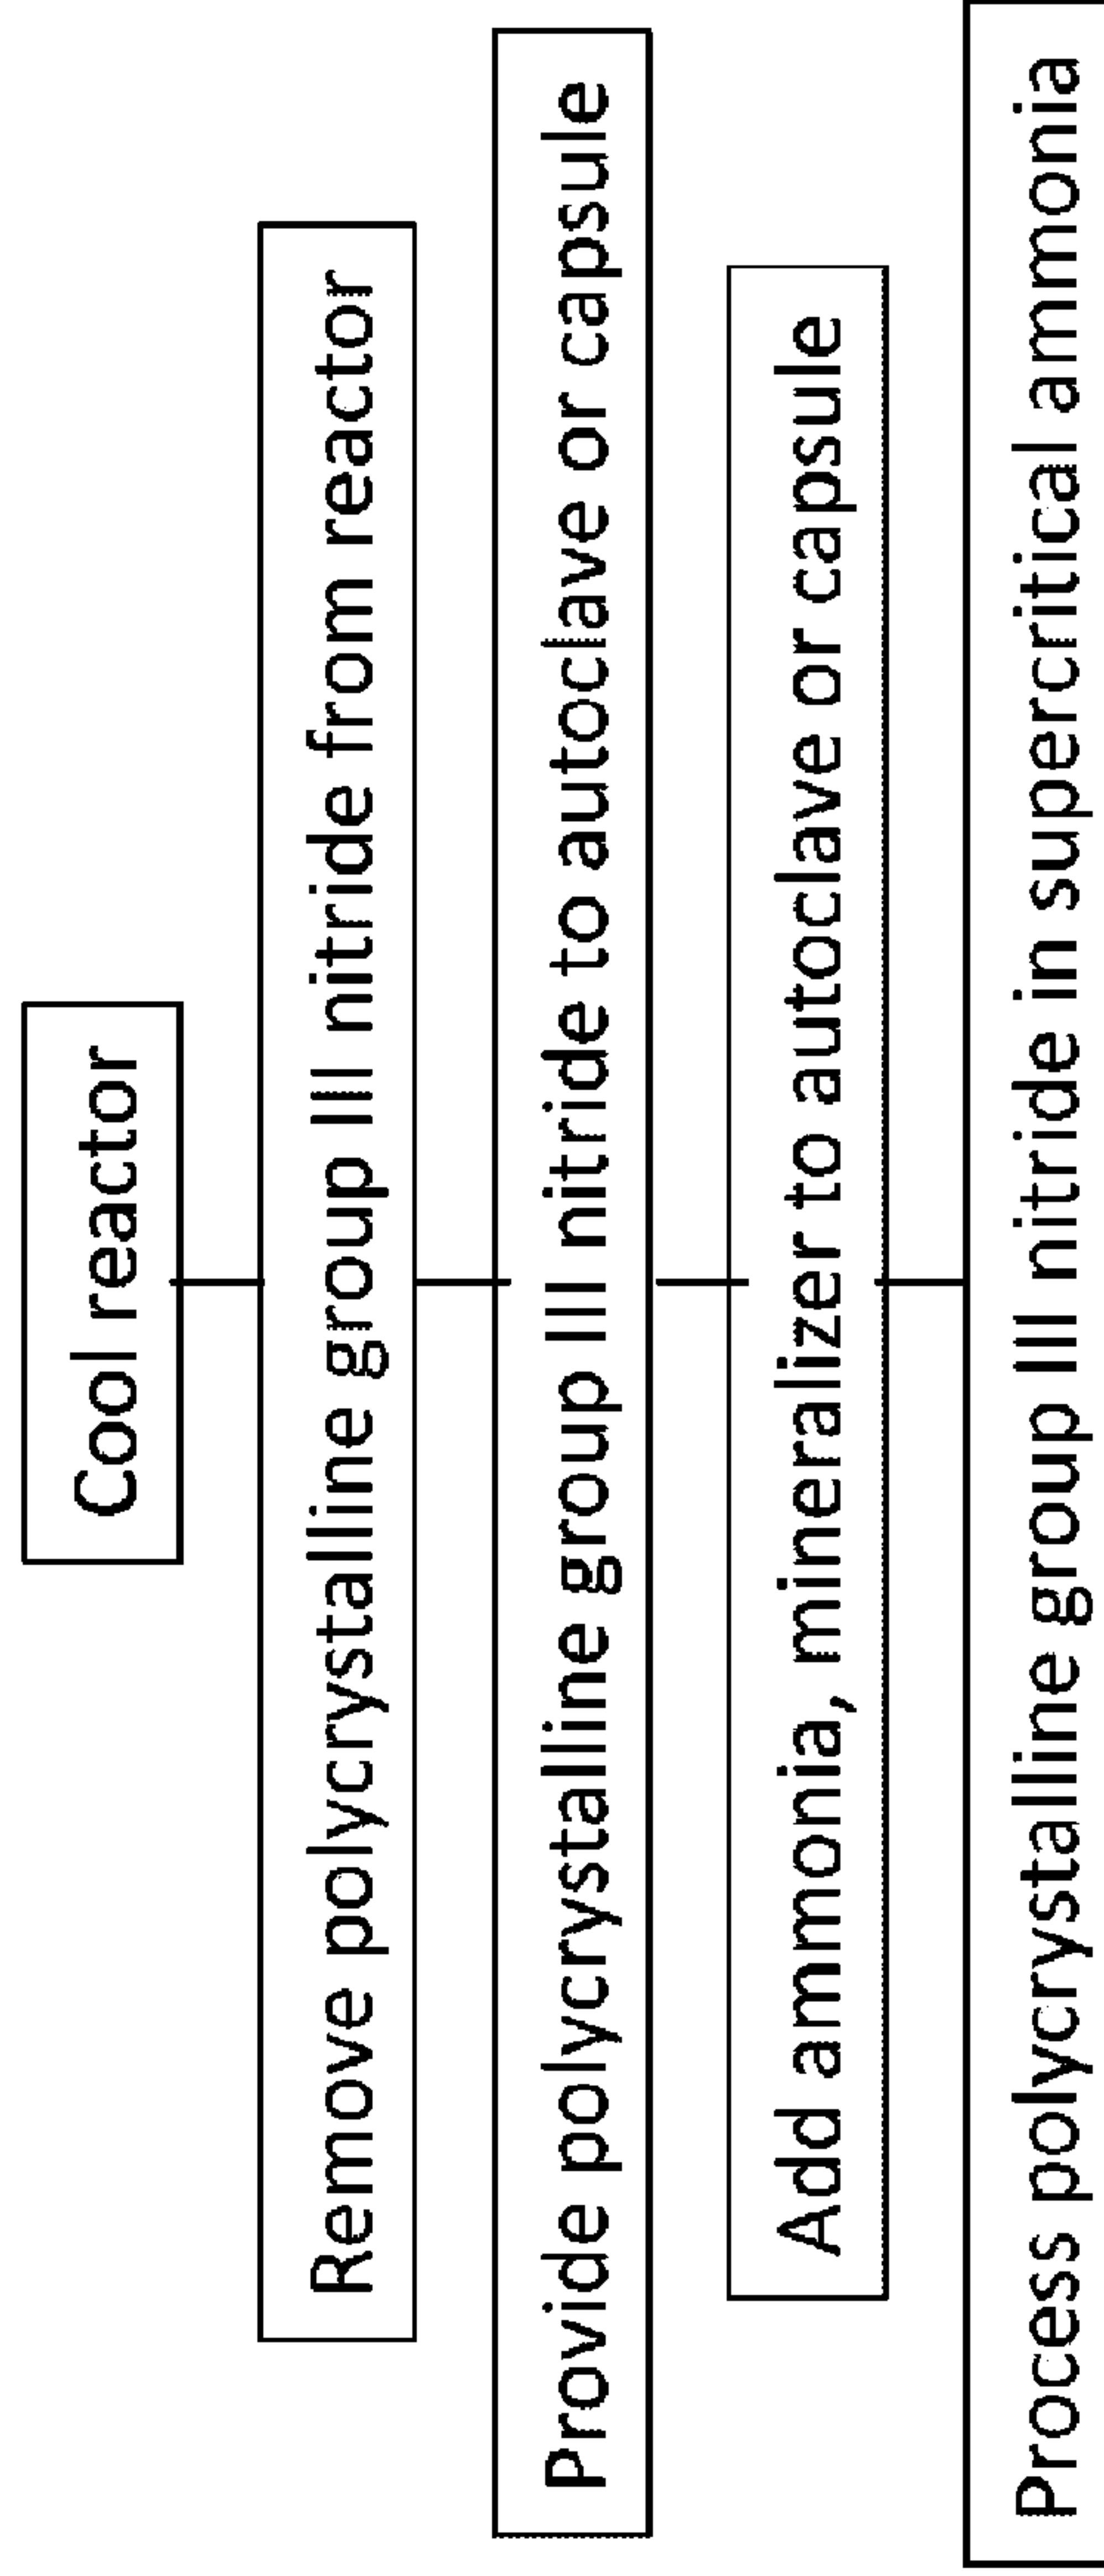 Cool reactor
Remove polycrystalline group III nitride from reactor
Provide polycrystalline group III nitride to autoclave or capsule
Add ammonia, mineralizer to autoclave or capsule
Process polycrystalline group III nitride in supercritical ammonia